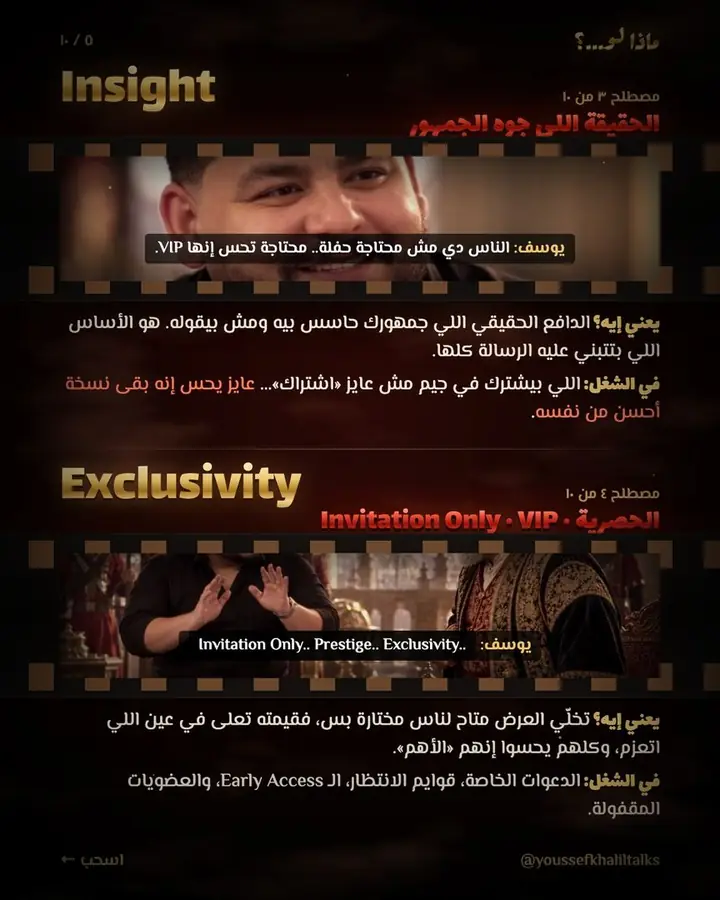 ماذا لو...؟
٥ / ١٠
مصطلح ٣ من ١٠
Insight
الحقيقة اللي جوه الجمهور
يوسف: الناس دي مش محتاجة حفلة.. محتاجة تحس إنها VIP.
يعني إيه؟ الدافع الحقيقي اللي جمهورك حاسس بيه ومش بيقوله. هو الأساس
اللي بتتبني عليه الرسالة كلها.
في الشغل: اللي بيشترك في جيم مش عايز «اشتراك»... عايز يحس إنه بقى نسخة
أحسن من نفسه.
مصطلح ٤ من ١٠
Exclusivity
الحصرية · Invitation Only · VIP
يوسف: Invitation Only.. Prestige.. Exclusivity..
يعني إيه؟ تخلّي العرض متاح لناس مختارة بس، فقيمته تعلى في عين اللي
اتعزم، وكلهم يحسوا إنهم «الأهم».
في الشغل: الدعوات الخاصة، قوايم الانتظار، الـ Early Access، والعضويات
المقفولة.
@youssefkhaliltalks
اسحب ←